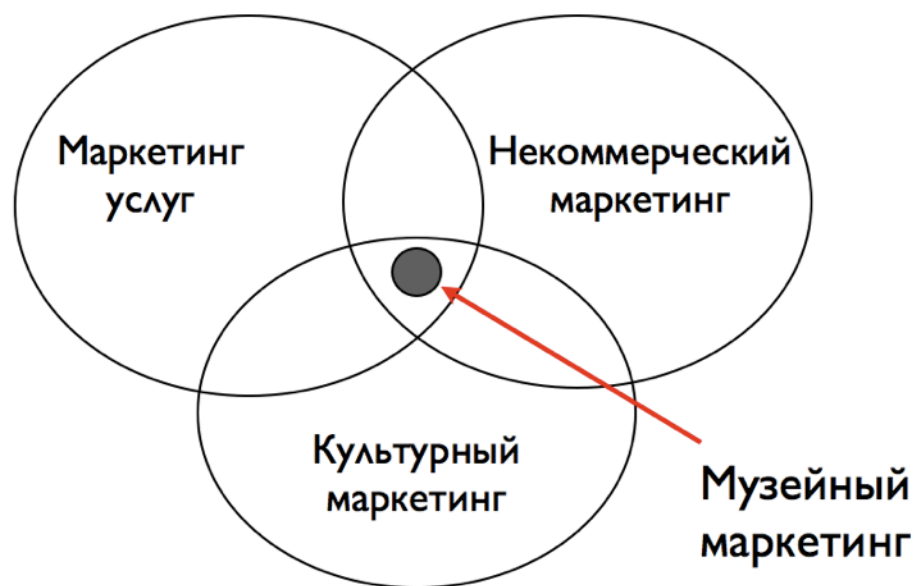 Маркетинг
услуг
Некоммерческий
маркетинг
Культурный
маркетинг
Музейный
маркетинг